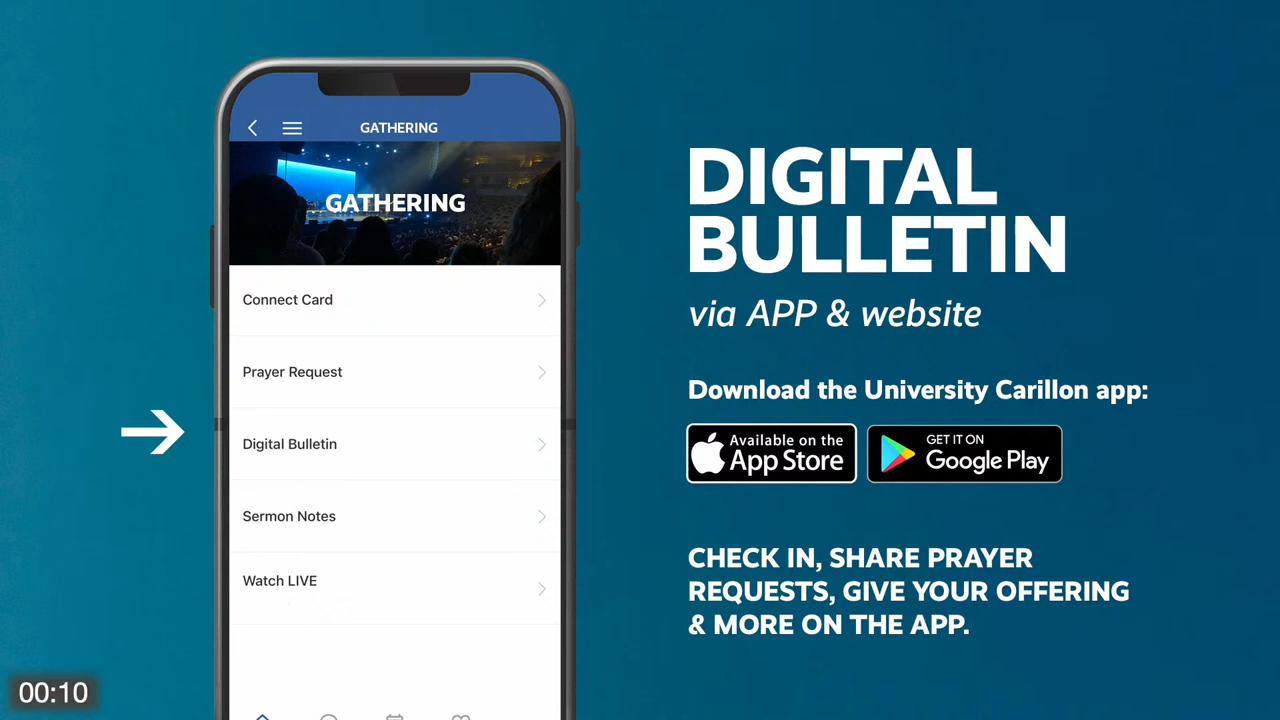 GATHERING
GATHERING
Connect Card
Prayer Request
Digital Bulletin
Sermon Notes
Watch LIVE
DIGITAL
BULLETIN
via APP & website
Download the University Carillon app:
Available on the
App Store
GET IT ON
Google Play
CHECK IN, SHARE PRAYER
REQUESTS, GIVE YOUR OFFERING
& MORE ON THE APP.
00:10